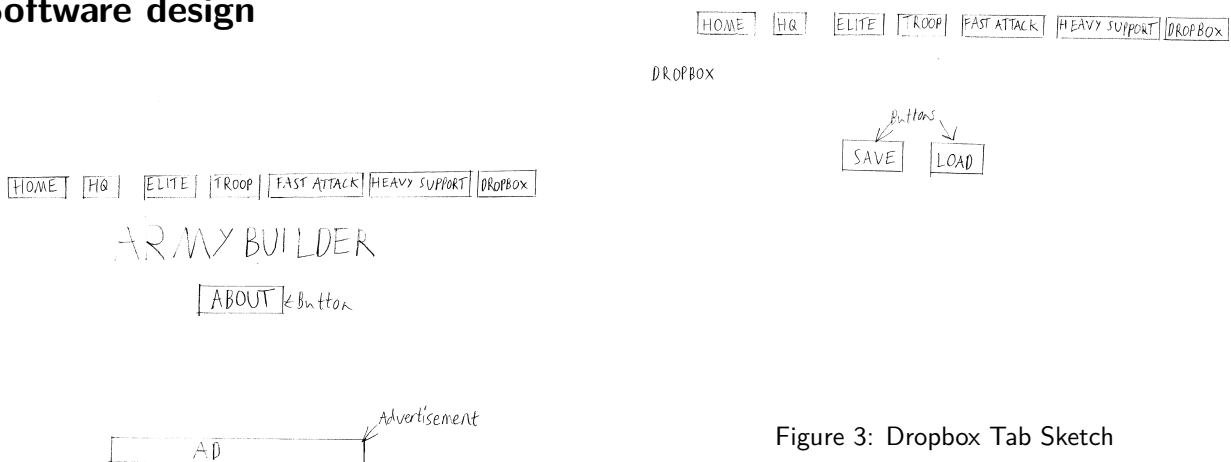 Software design
HOME HQ ELITE TROOP FAST ATTACK HEAVY SUPPORT DROPBOX
ARMY BUILDER
ABOUT Button
Advertisement
AD
HOME HQ ELITE TROOP FAST ATTACK HEAVY SUPPORT DROPBOX
DROPBOX
Buttons
SAVE LOAD
Figure 3: Dropbox Tab Sketch